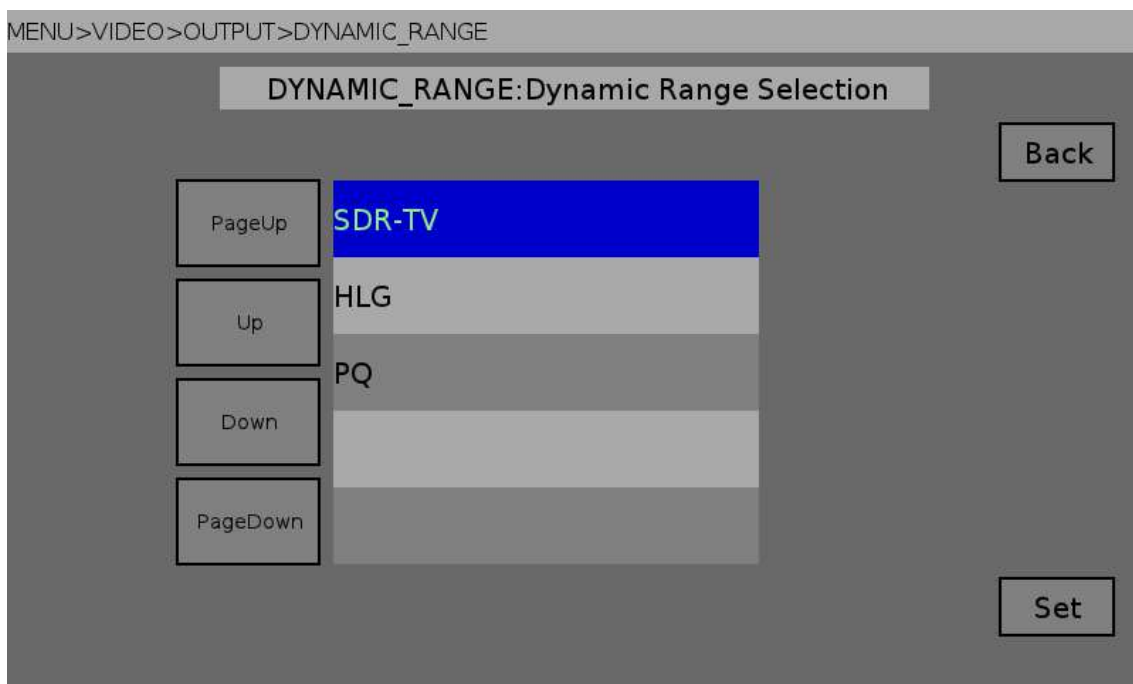 MENU>VIDEO>OUTPUT>DYNAMIC_RANGE
DYNAMIC_RANGE:Dynamic Range Selection
Back
PageUp
SDR-TV
Up
HLG
PQ
Down
PageDown
Set